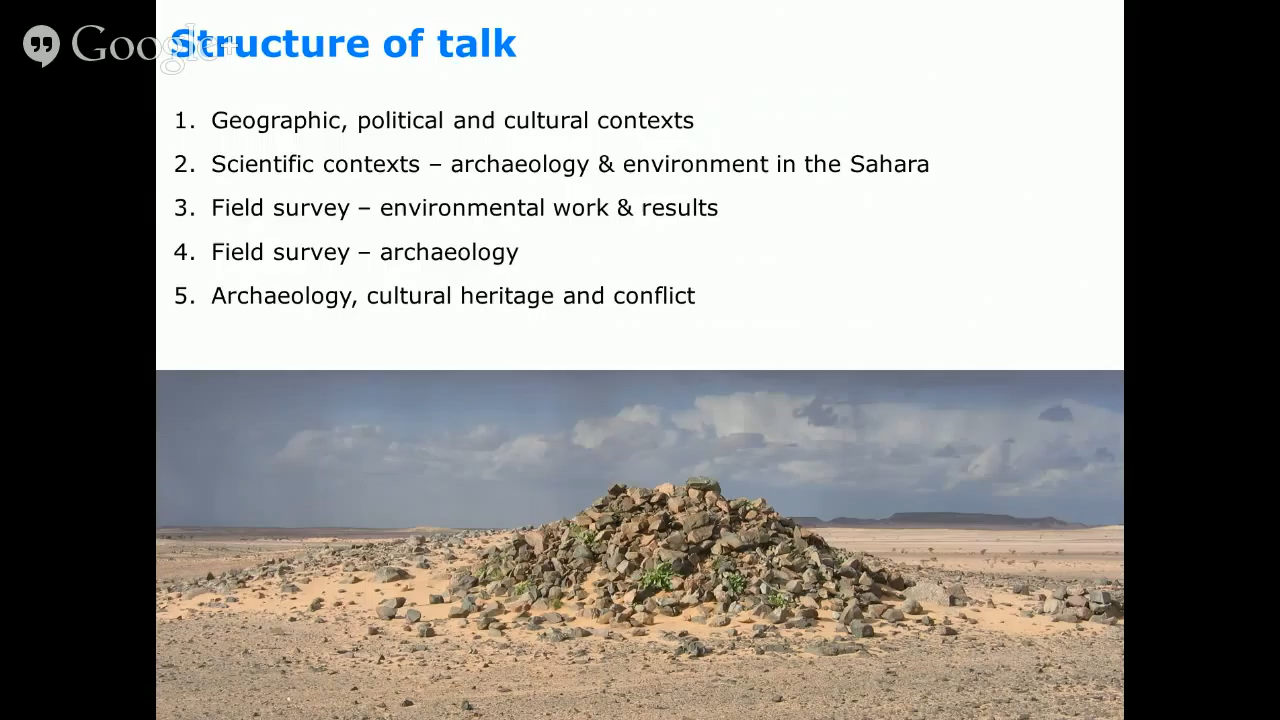 Google+
Structure of talk
1. Geographic, political and cultural contexts
2. Scientific contexts – archaeology & environment in the Sahara
3. Field survey – environmental work & results
4. Field survey – archaeology
5. Archaeology, cultural heritage and conflict